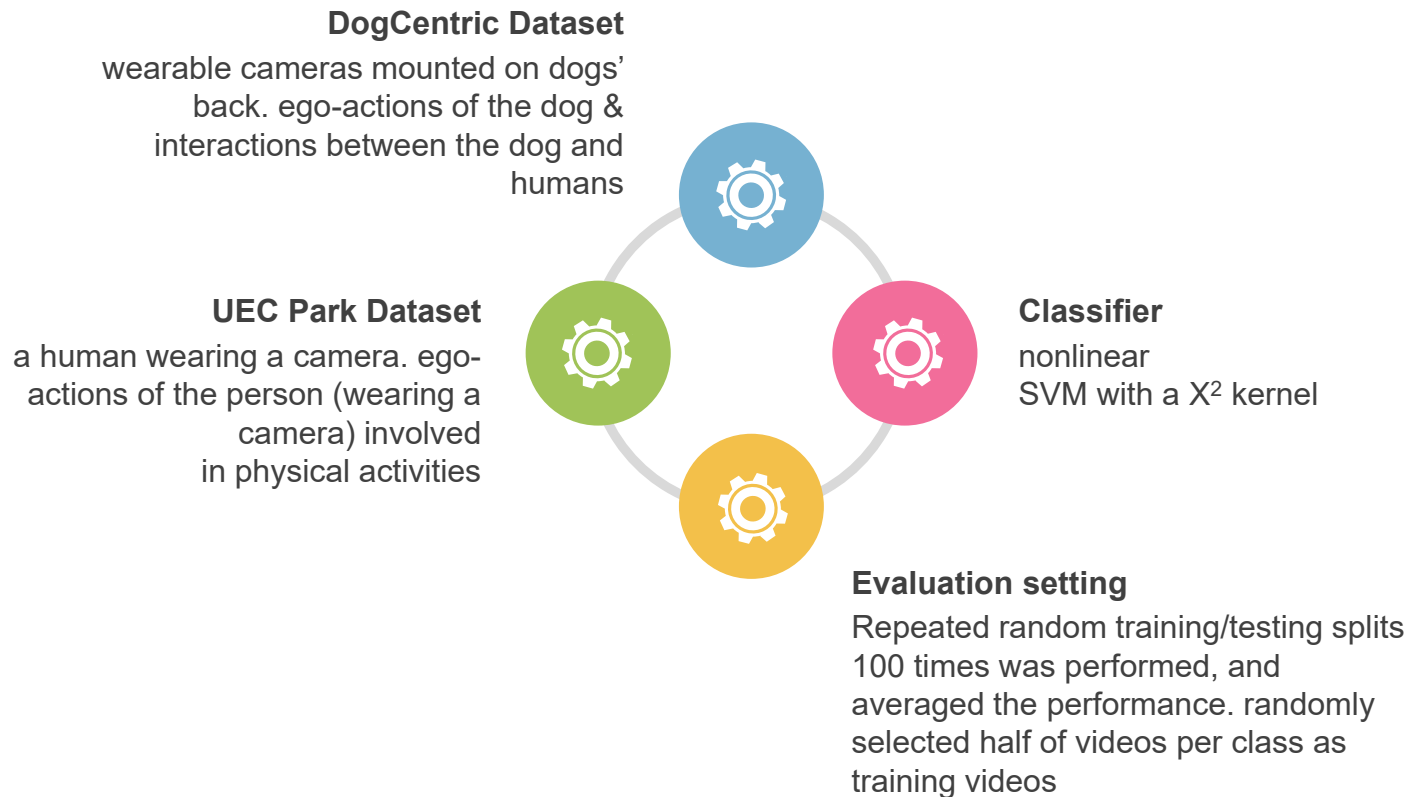 DogCentric Dataset
wearable cameras mounted on dogs’
back. ego-actions of the dog &
interactions between the dog and
humans
UEC Park Dataset
a human wearing a camera. ego-
actions of the person (wearing a
camera) involved
in physical activities
Classifier
nonlinear
SVM with a X² kernel
Evaluation setting
Repeated random training/testing splits
100 times was performed, and
averaged the performance. randomly
selected half of videos per class as
training videos